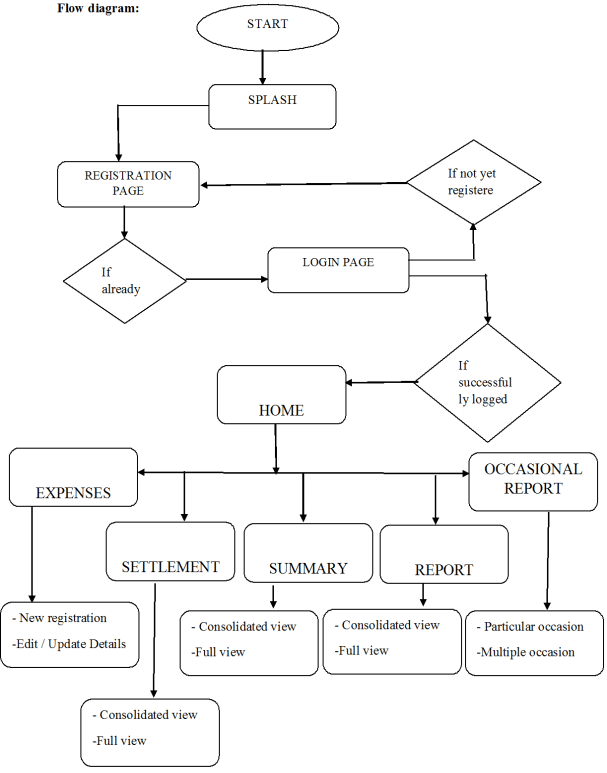 Flow diagram:
START
SPLASH
REGISTRATION
PAGE
If not yet
registere
If
already
LOGIN PAGE
If
successful
ly logged
HOME
EXPENSES
OCCASIONAL
REPORT
SETTLEMENT
SUMMARY
REPORT
- New registration
-Edit / Update Details
- Consolidated view
-Full view
- Consolidated view
-Full view
- Particular occasion
-Multiple occasion
- Consolidated view
-Full view